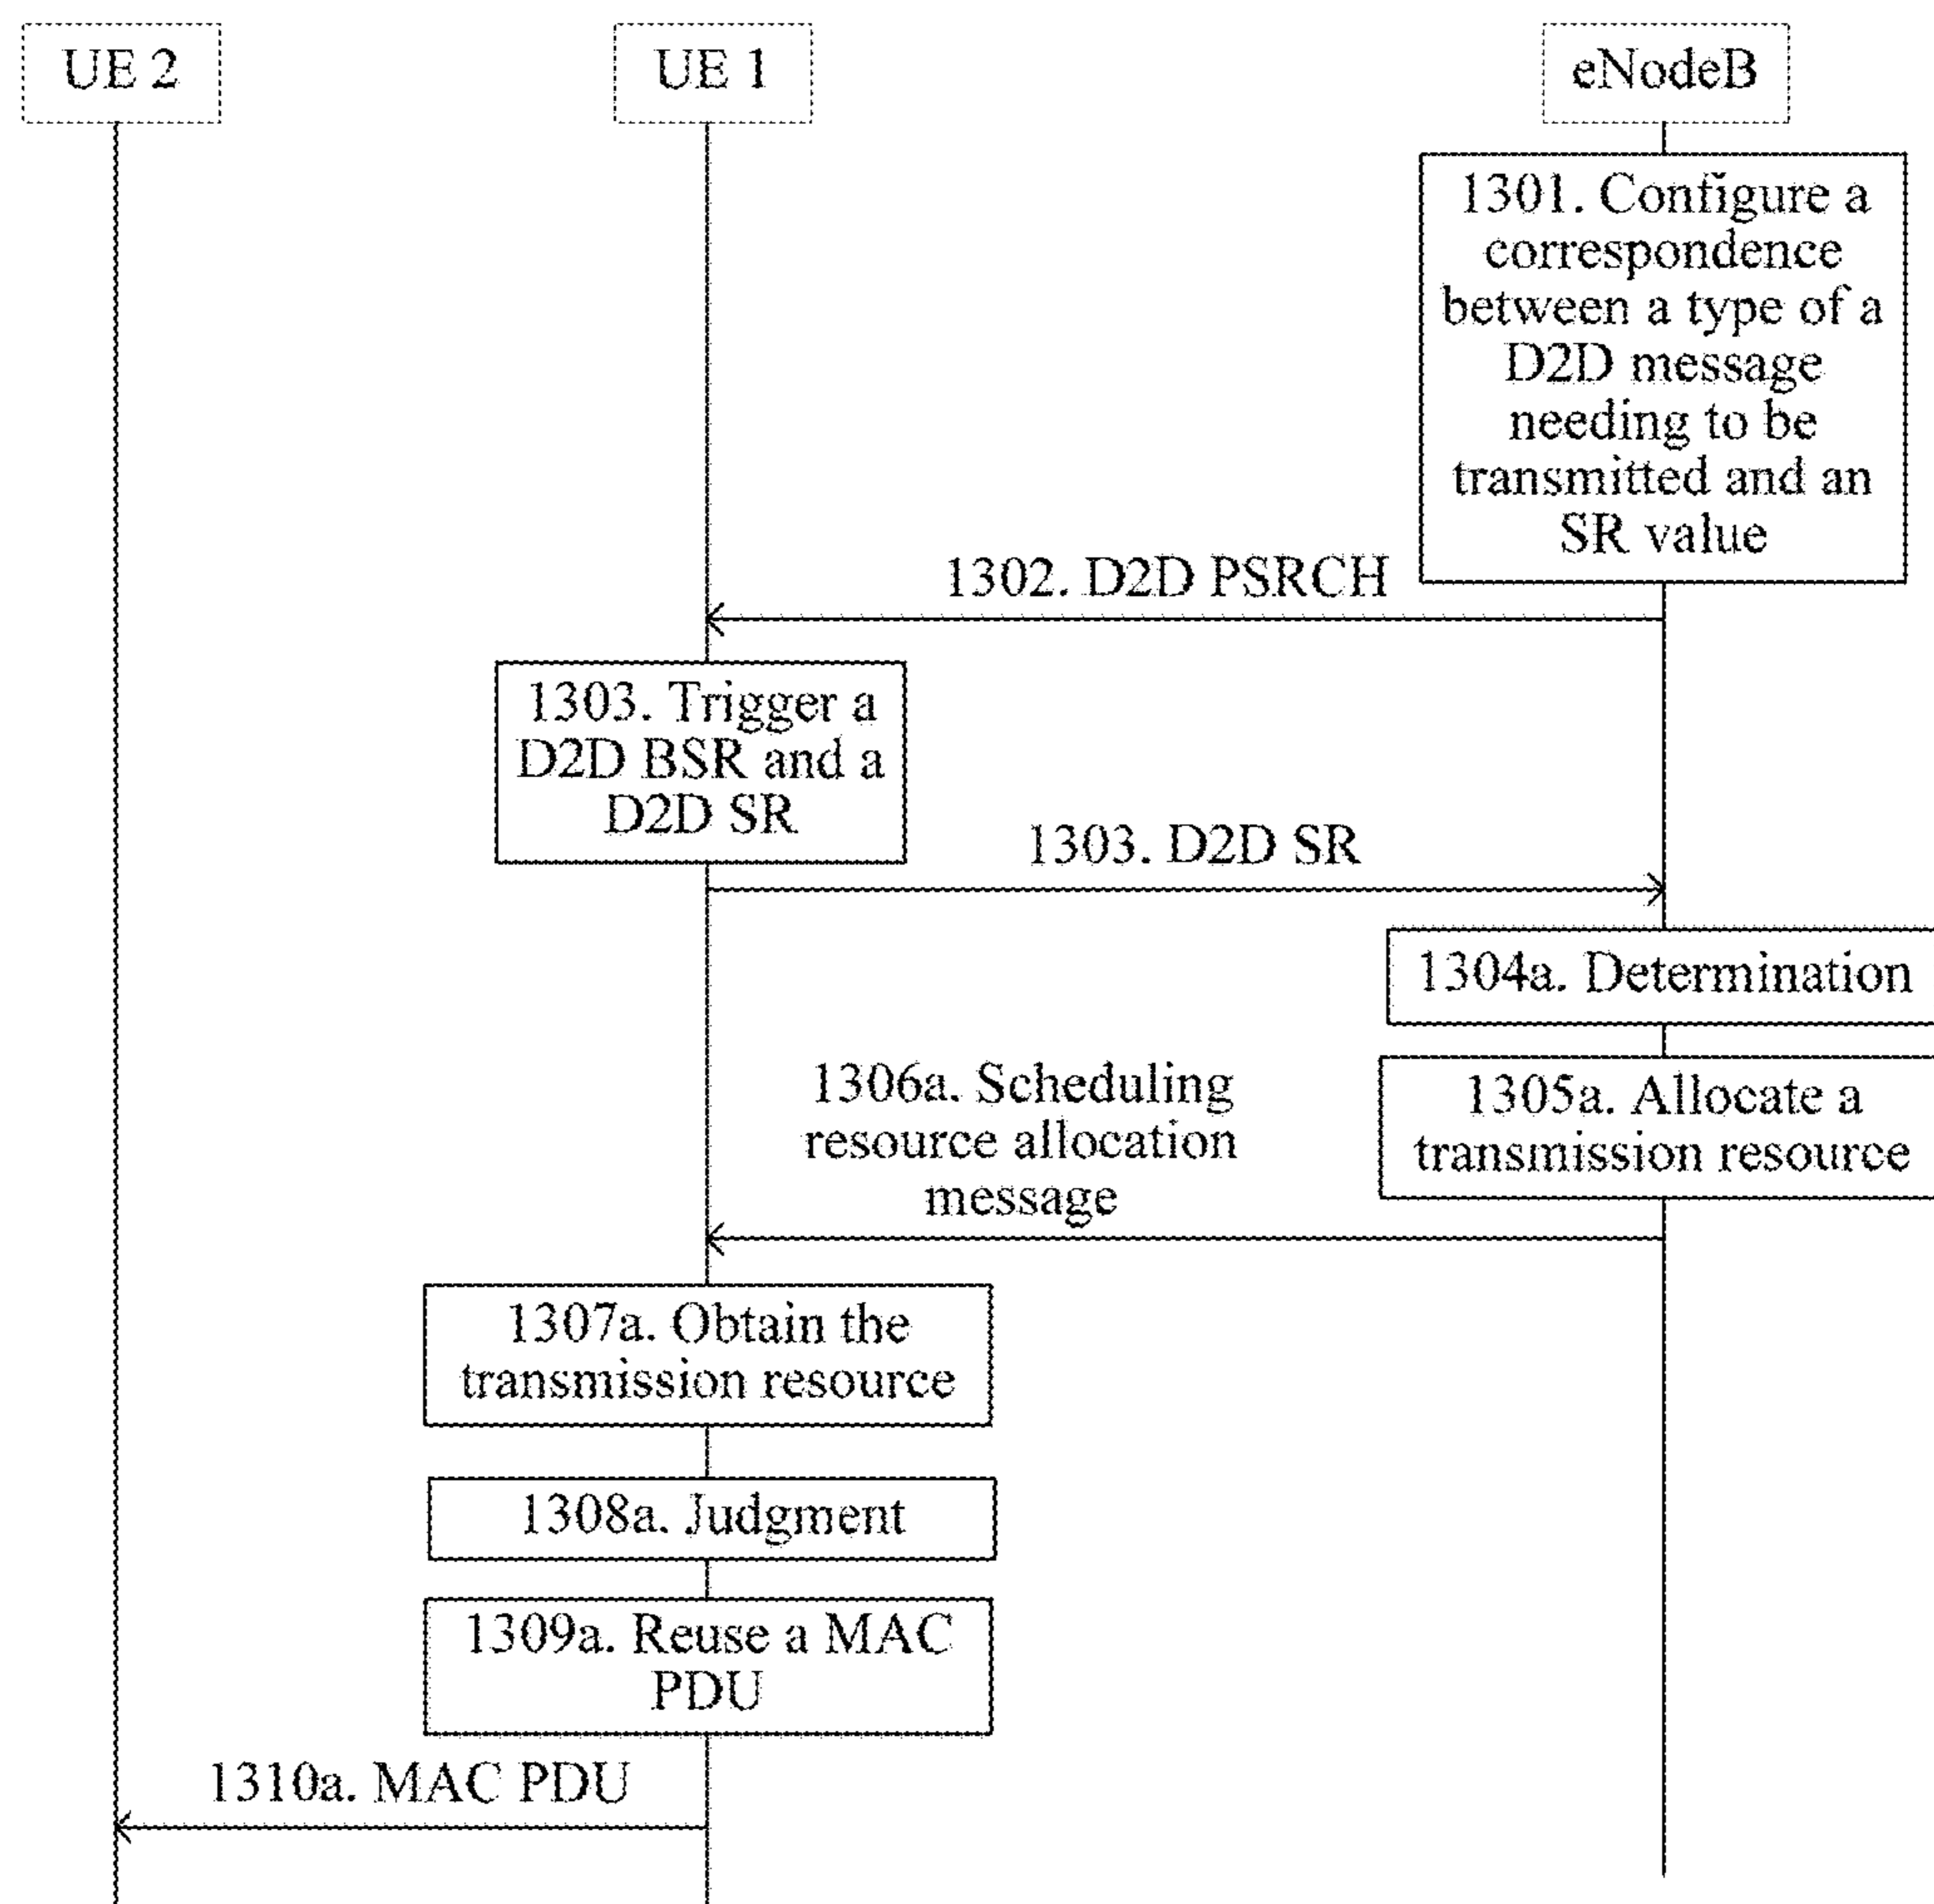 UE 2
UE 1
eNodeB
1301. Configure a
correspondence
between a type of a
D2D message
needing to be
transmitted and an
SR value
1302. D2D PSRCH
1303. Trigger a
D2D BSR and a
D2D SR
1303. D2D SR
1304a. Determination
1305a. Allocate a
transmission resource
1306a. Scheduling
resource allocation
message
1307a. Obtain the
transmission resource
1308a. Judgment
1309a. Reuse a MAC
PDU
1310a. MAC PDU